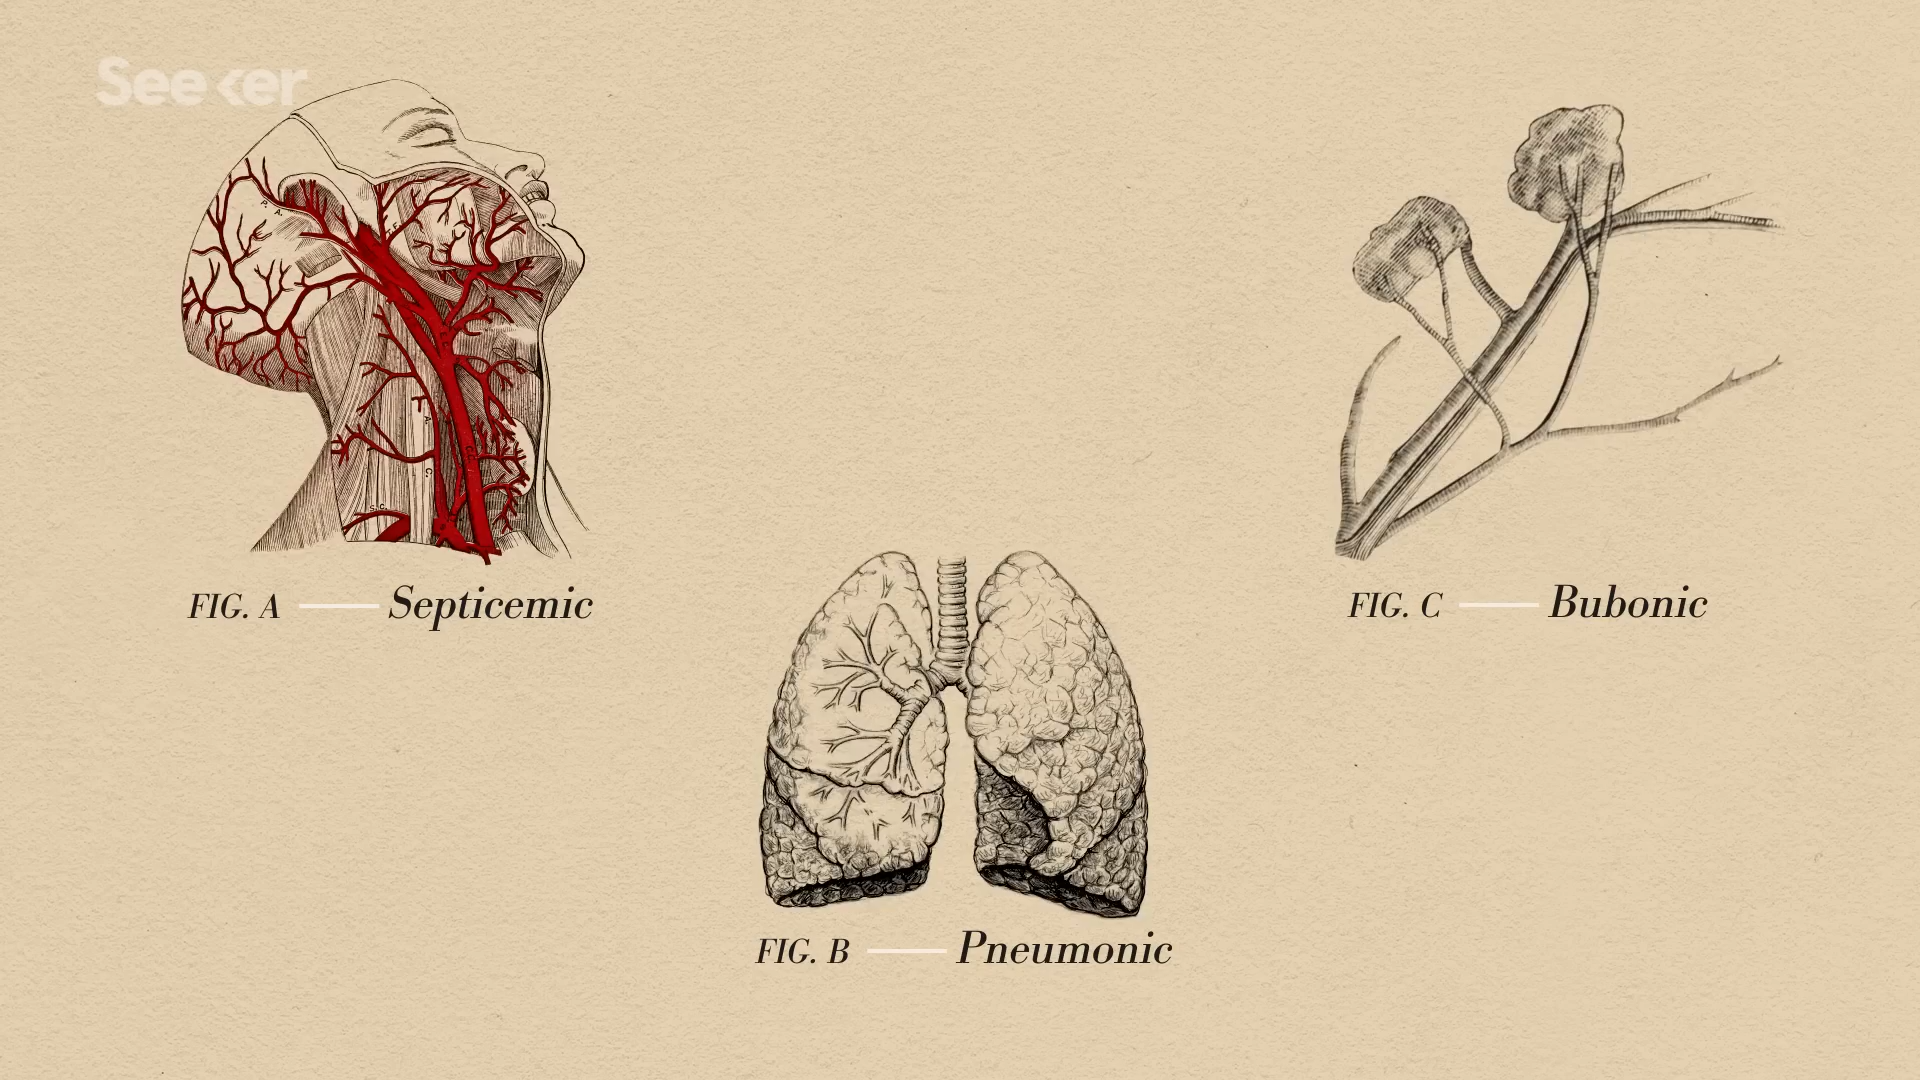 Seeker
FIG. A — Septicemic
FIG. C — Bubonic
FIG. B — Pneumonic